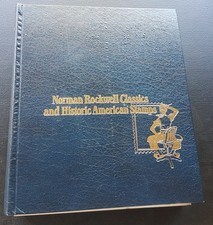 Norman Rockwell Classics
and Historic American Stamps